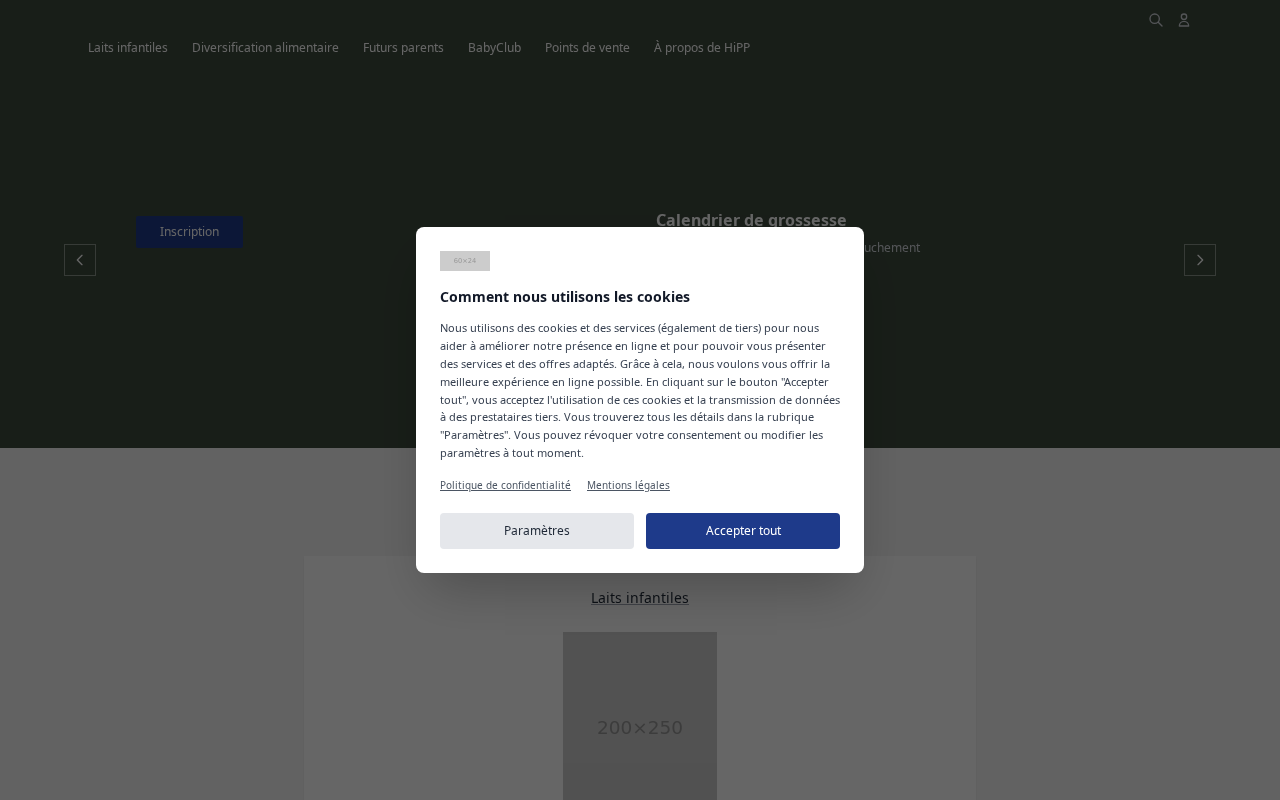 Laits infantiles
Diversification alimentaire
Futurs parents
BabyClub
Points de vente
À propos de HiPP
Inscription
Calendrier de grossesse
uchement
60×24
Comment nous utilisons les cookies
Nous utilisons des cookies et des services (également de tiers) pour nous
aider à améliorer notre présence en ligne et pour pouvoir vous présenter
des services et des offres adaptés. Grâce à cela, nous voulons vous offrir la
meilleure expérience en ligne possible. En cliquant sur le bouton "Accepter
tout", vous acceptez l'utilisation de ces cookies et la transmission de données
à des prestataires tiers. Vous trouverez tous les détails dans la rubrique
"Paramètres". Vous pouvez révoquer votre consentement ou modifier les
paramètres à tout moment.
Politique de confidentialité
Mentions légales
Paramètres
Accepter tout
Laits infantiles
200×250